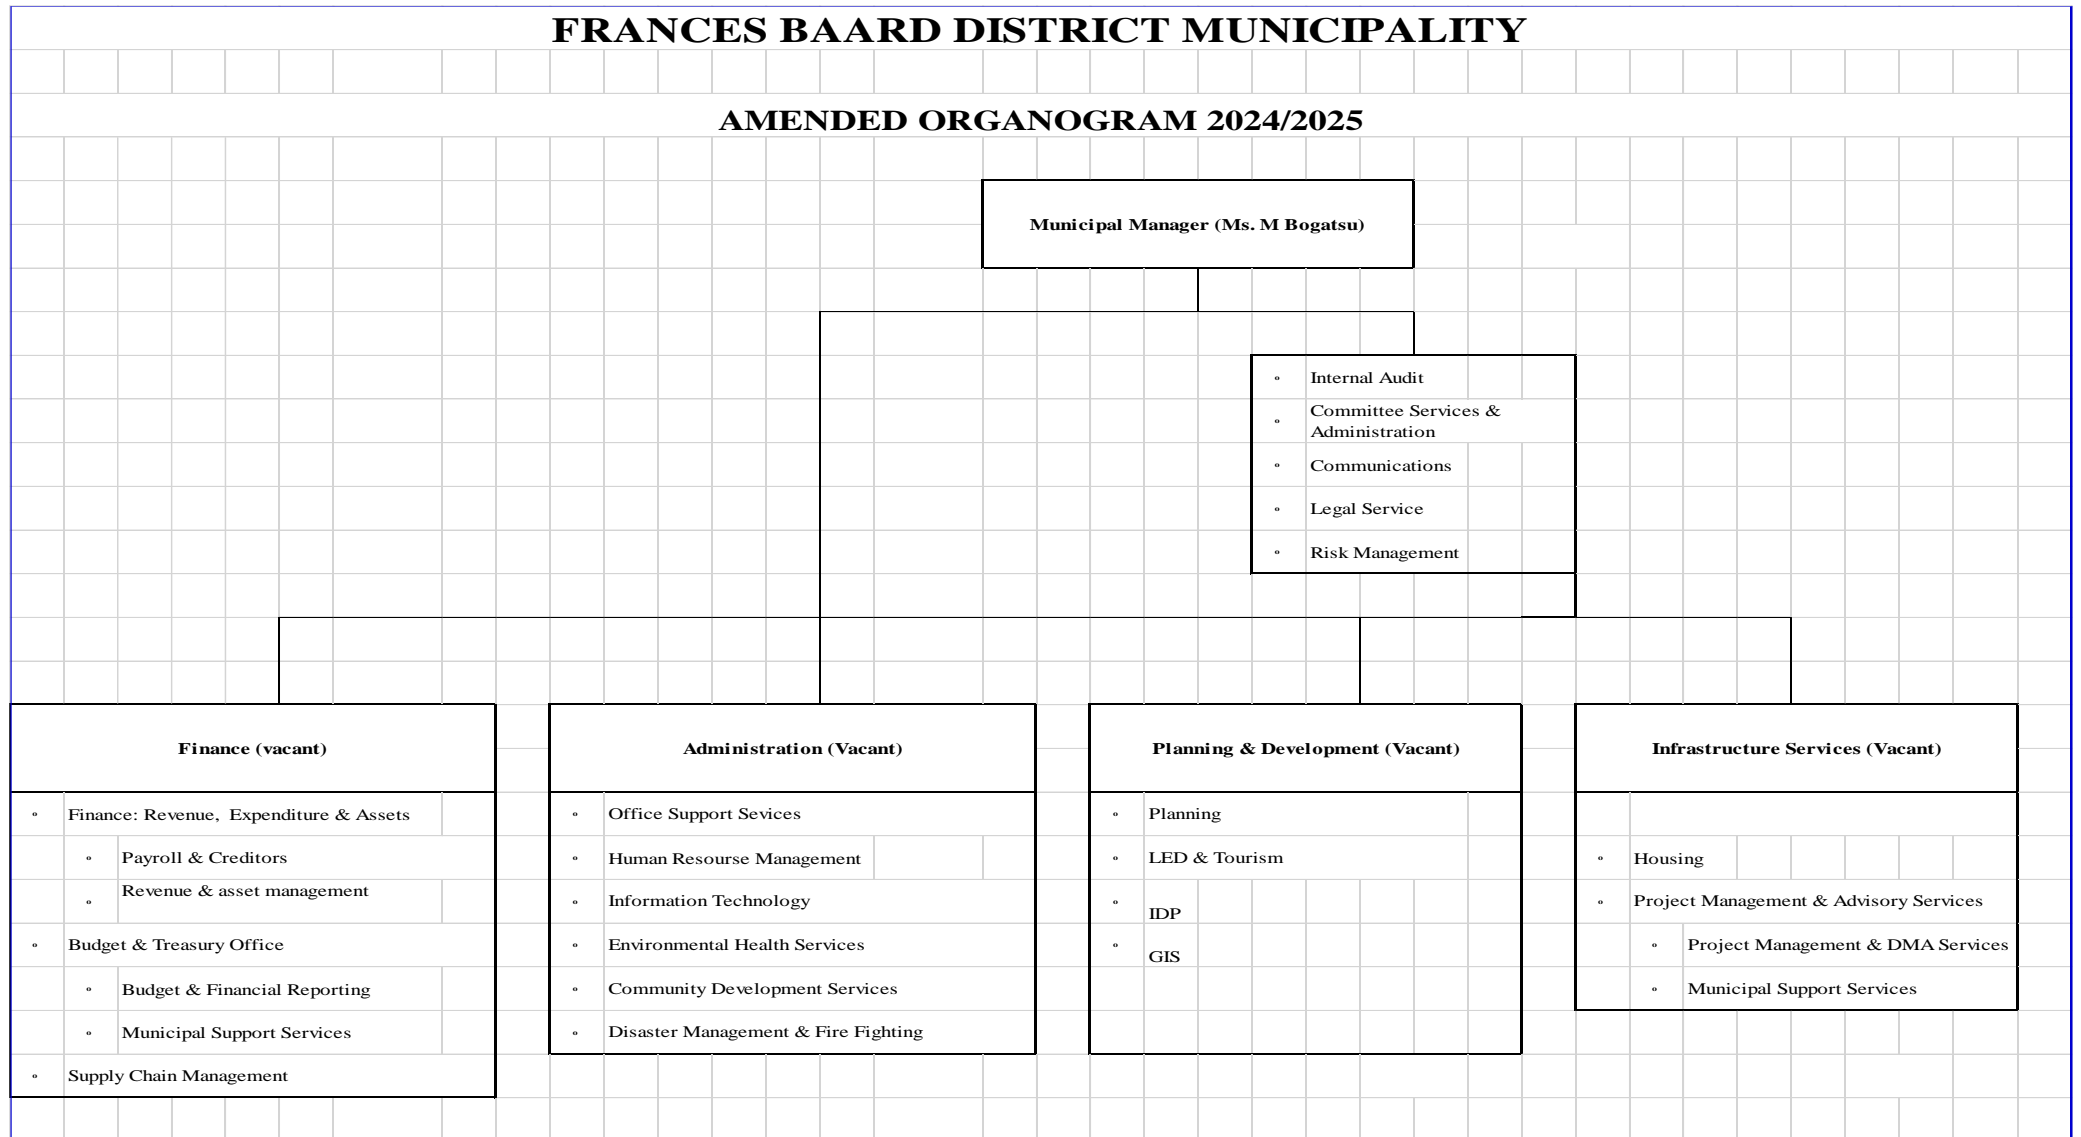 FRANCES BAARD DISTRICT MUNICIPALITY
AMENDED ORGANOGRAM 2024/2025
Municipal Manager (Ms. M Bogatsu)
Internal Audit
Committee Services &
Administration
Communications
Legal Service
Risk Management
Finance (vacant)
Finance: Revenue, Expenditure & Assets
Payroll & Creditors
Revenue & asset management
Budget & Treasury Office
Budget & Financial Reporting
Municipal Support Services
Supply Chain Management
Administration (Vacant)
Office Support Sevices
Human Resourse Management
Information Technology
Environmental Health Services
Community Development Services
Disaster Management & Fire Fighting
Planning & Development (Vacant)
Planning
LED & Tourism
IDP
GIS
Infrastructure Services (Vacant)
Housing
Project Management & Advisory Services
Project Management & DMA Services
Municipal Support Services